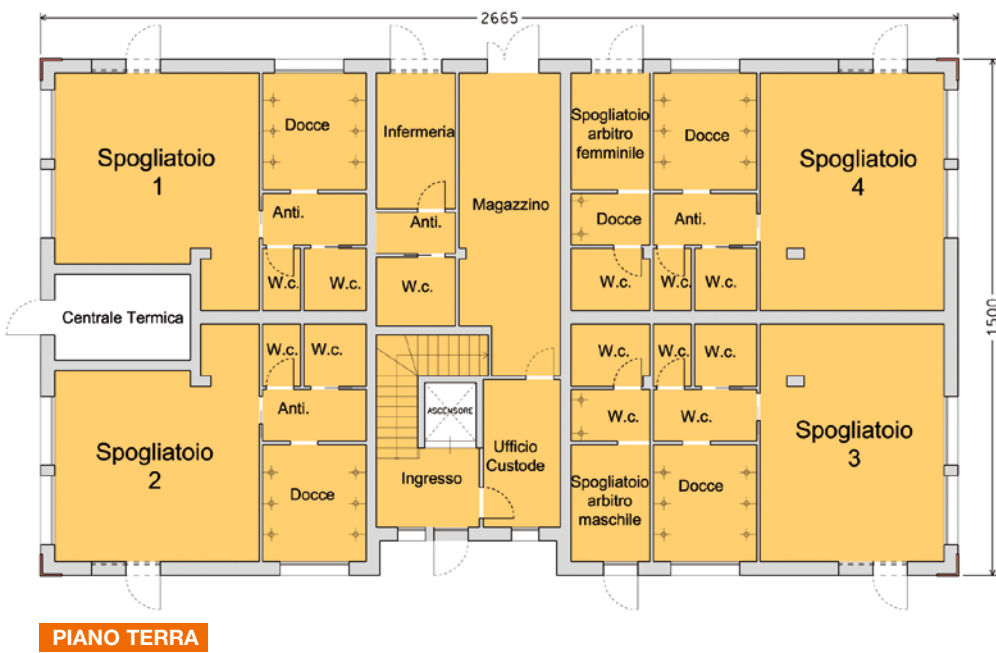 2665
1500
Spogliatoio
1
Docce
Anti.
W.c.
W.c.
Infermeria
Anti.
W.c.
Magazzino
Spogliatoio
arbitro
femminile
Docce
W.c.
Docce
Anti.
W.c.
W.c.
Spogliatoio
4
Centrale Termica
W.c.
W.c.
Anti.
Spogliatoio
2
Docce
ASCENSORE
Ingresso
Ufficio
Custode
W.c.
W.c.
Spogliatoio
arbitro
maschile
W.c.
W.c.
W.c.
Docce
Spogliatoio
3
PIANO TERRA